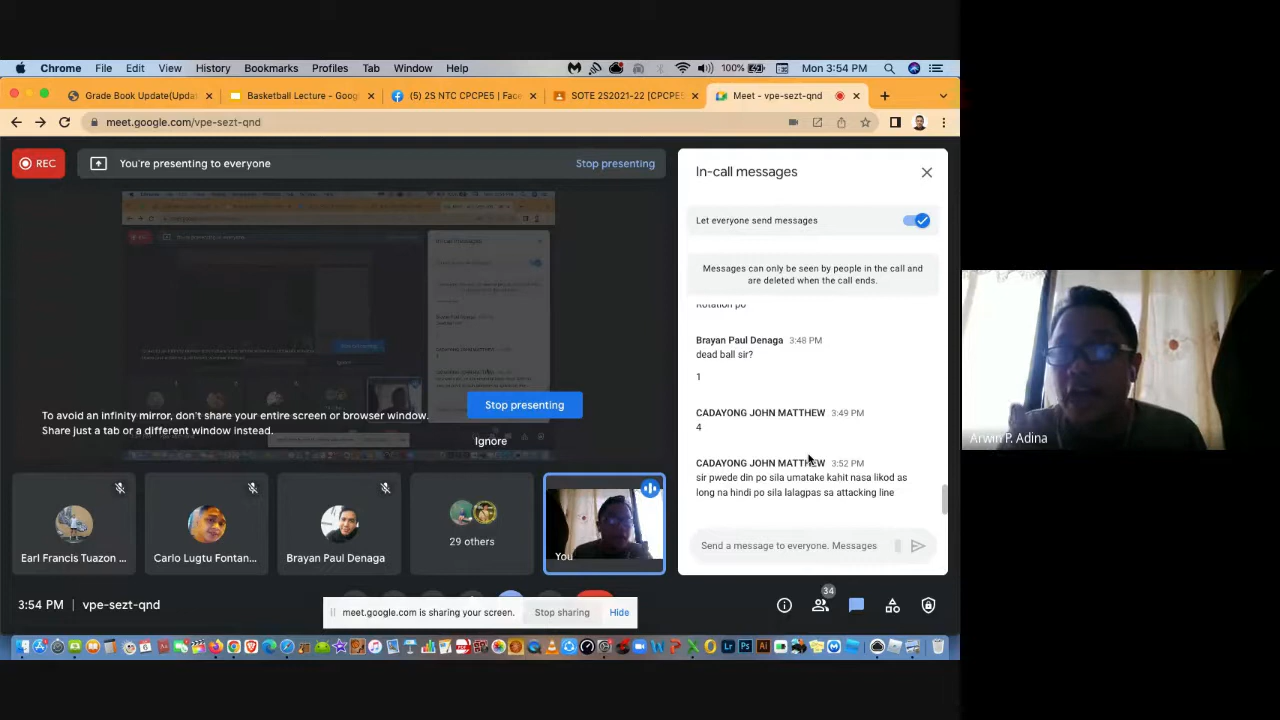 Chrome File Edit View History Bookmarks Profiles Tab Window Help 100% Mon 3:54 PM
Grade Book Update(Updat Basketball Lecture - Goog (5) 2S NTC CPCPE5 | Face SOTE 2S2021-22 [CPCPE5 Meet - vpe-sezt-qnd
meet.google.com/vpe-sezt-qnd
REC You're presenting to everyone Stop presenting
To avoid an infinity mirror, don't share your entire screen or browser window.
Share just a tab or a different window instead.
Stop presenting
Ignore
Earl Francis Tuazon ...
Carlo Lugtu Fontan...
Brayan Paul Denaga
29 others
You
3:54 PM vpe-sezt-qnd
meet.google.com is sharing your screen. Stop sharing Hide
In-call messages
Let everyone send messages
Messages can only be seen by people in the call and
are deleted when the call ends.
Rotation po
Brayan Paul Denaga 3:48 PM
dead ball sir?
1
CADAYONG JOHN MATTHEW 3:49 PM
4
CADAYONG JOHN MATTHEW 3:52 PM
sir pwede din po sila umatake kahit nasa likod as
long na hindi po sila lalagpas sa attacking line
Send a message to everyone. Messages
34
Arwin P. Adina